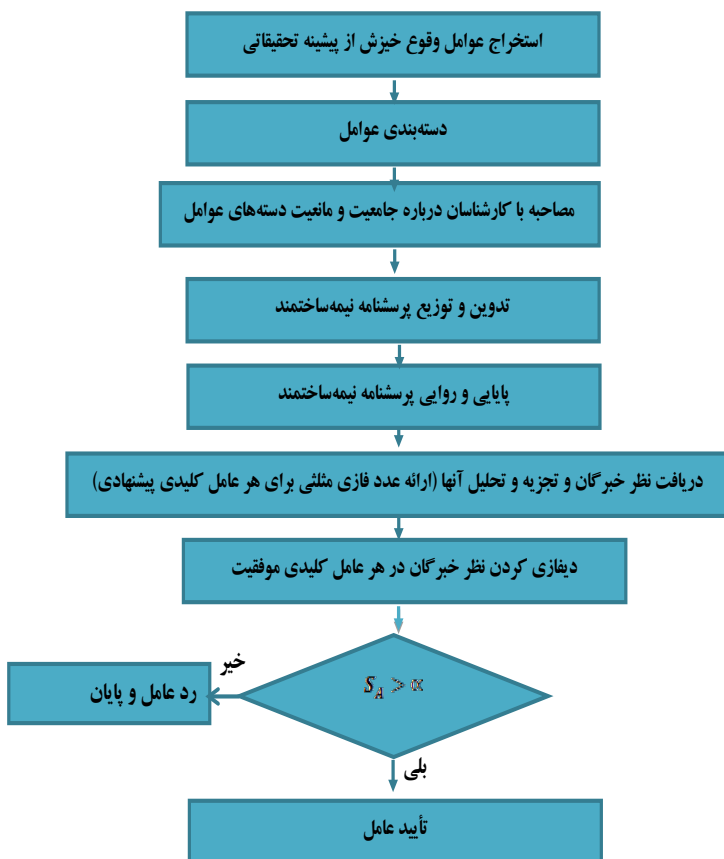 استخراج عوامل وقوع خیزش از پیشینه تحقیقاتی
دسته‌بندی عوامل
مصاحبه با کارشناسان درباره جامعیت و مانعیت دسته‌های عوامل
تدوین و توزیع پرسشنامه نیمه‌ساختمند
پایایی و روایی پرسشنامه نیمه‌ساختمند
دریافت نظر خبرگان و تجزیه و تحلیل آنها (ارائه عدد فازی مثلثی برای هر عامل کلیدی پیشنهادی)
دیفازی کردن نظر خبرگان در هر عامل کلیدی موفقیت
S_A > α
خیر
رد عامل و پایان
بلی
تأیید عامل